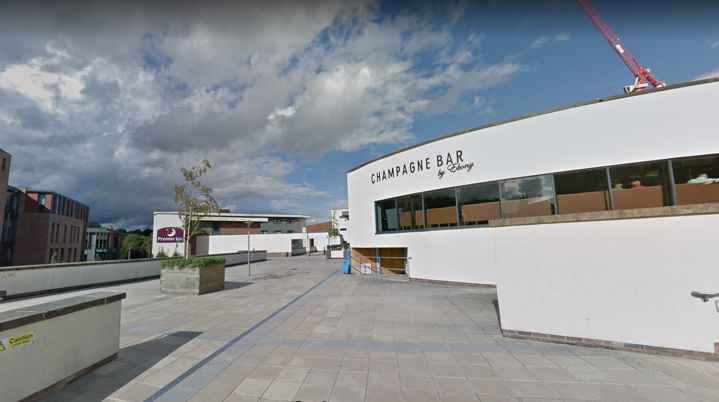 CHAMPAGNE BAR
by Ebony
Premier Inn
Caution